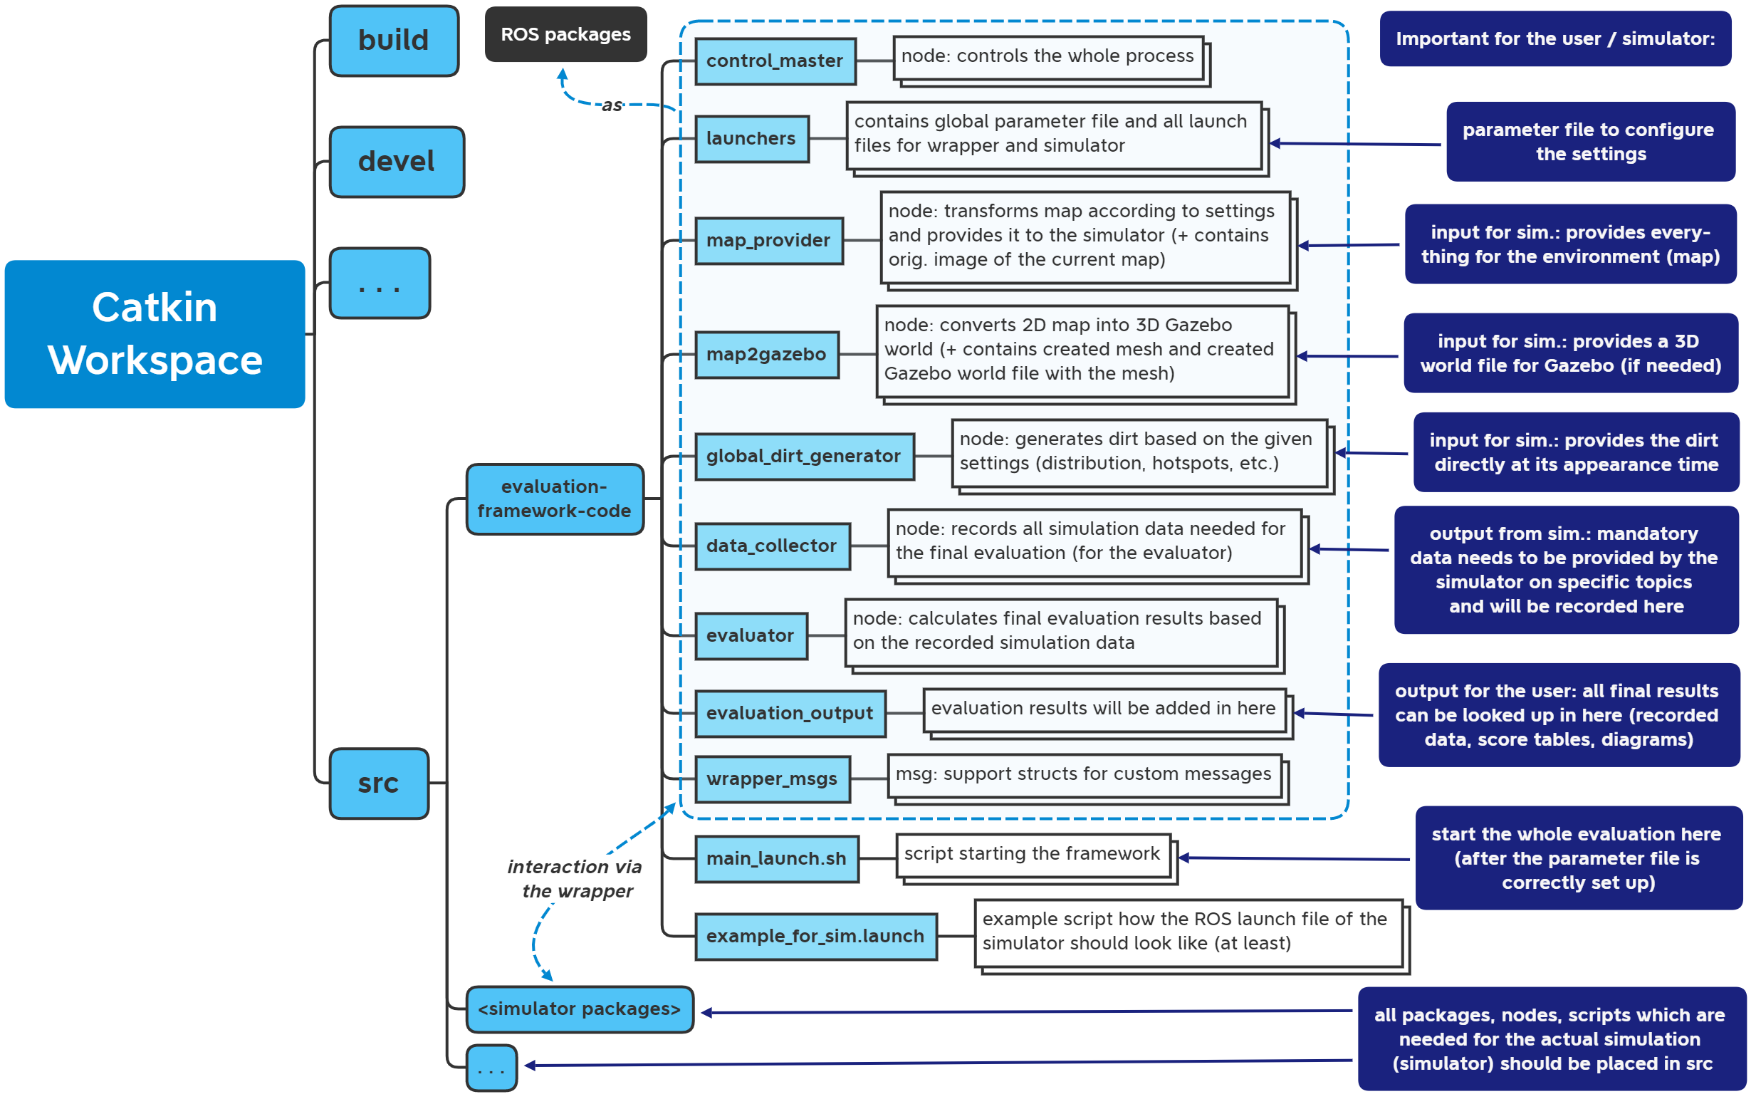 build
ROS packages
Important for the user / simulator:
control_master
node: controls the whole process
as
launchers
contains global parameter file and all launch
files for wrapper and simulator
parameter file to configure
the settings
devel
map_provider
node: transforms map according to settings
and provides it to the simulator (+ contains
orig. image of the current map)
input for sim.: provides every-
thing for the environment (map)
. . .
Catkin
Workspace
map2gazebo
node: converts 2D map into 3D Gazebo
world (+ contains created mesh and created
Gazebo world file with the mesh)
input for sim.: provides a 3D
world file for Gazebo (if needed)
global_dirt_generator
node: generates dirt based on the given
settings (distribution, hotspots, etc.)
input for sim.: provides the dirt
directly at its appearance time
evaluation-
framework-code
data_collector
node: records all simulation data needed for
the final evaluation (for the evaluator)
output from sim.: mandatory
data needs to be provided by the
simulator on specific topics
and will be recorded here
evaluator
node: calculates final evaluation results based
on the recorded simulation data
evaluation_output
evaluation results will be added in here
output for the user: all final results
can be looked up in here (recorded
data, score tables, diagrams)
src
wrapper_msgs
msg: support structs for custom messages
interaction via
the wrapper
main_launch.sh
script starting the framework
start the whole evaluation here
(after the parameter file is
correctly set up)
example_for_sim.launch
example script how the ROS launch file of the
simulator should look like (at least)
<simulator packages>
all packages, nodes, scripts which are
needed for the actual simulation
(simulator) should be placed in src
. . .